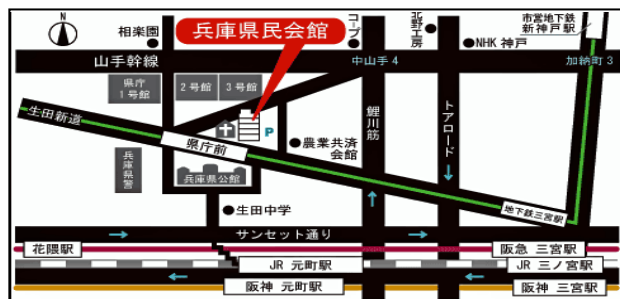 N
相楽園
兵庫県民会館
コープ
北野工房
NHK 神戸
市営地下鉄
新神戸駅
山手幹線
中山手 4
加納町 3
県庁
1 号館
2 号館
3 号館
生田新道
P
農業共済
会館
鯉川筋
トアロード
県庁前
兵庫県警
兵庫県公館
生田中学
地下鉄三宮駅
サンセット通り
花隈駅
阪急 三宮駅
JR 元町駅
JR 三ノ宮駅
阪神 元町駅
阪神 三宮駅